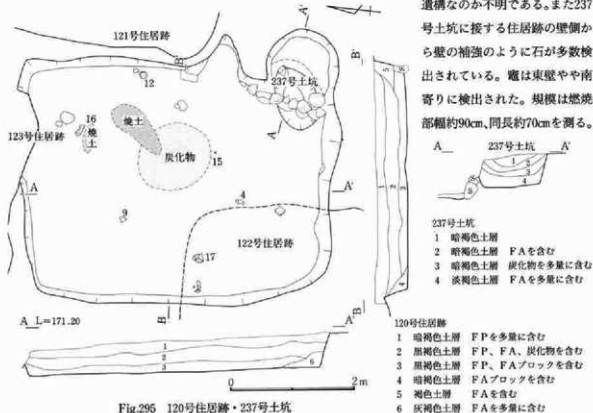 遺構なのか不明である。また237
号土坑に接する住居跡の壁側か
ら壁の補強のように石が多数検
出されている。竈は東壁やや南
寄りに検出された。規模は燃焼
部幅約90cm、同長約70cmを測る。
121号住居跡
A'
B'
12
237号土坑
B'
16
焼土
123号住居跡
焼土
炭化物
15
A
A
A'
4
9
122号住居跡
17
B
237号土坑
A
A'
1
2
3
4
237号土坑
1 暗褐色土層
2 暗褐色土層 FAを含む
3 暗褐色土層 炭化物を多量に含む
4 淡褐色土層 FAを多量に含む
A L=171.20
A'
1
2
3
6
B
0 2m
120号住居跡
1 暗褐色土層 FPを多量に含む
2 黒褐色土層 FP、FA、炭化物を含む
3 黒褐色土層 FP、FAブロックを含む
4 暗褐色土層 FAブロックを含む
5 褐色土層 FAを含む
6 灰褐色土層 FAを多量に含む
Fig.295 120号住居跡・237号土坑